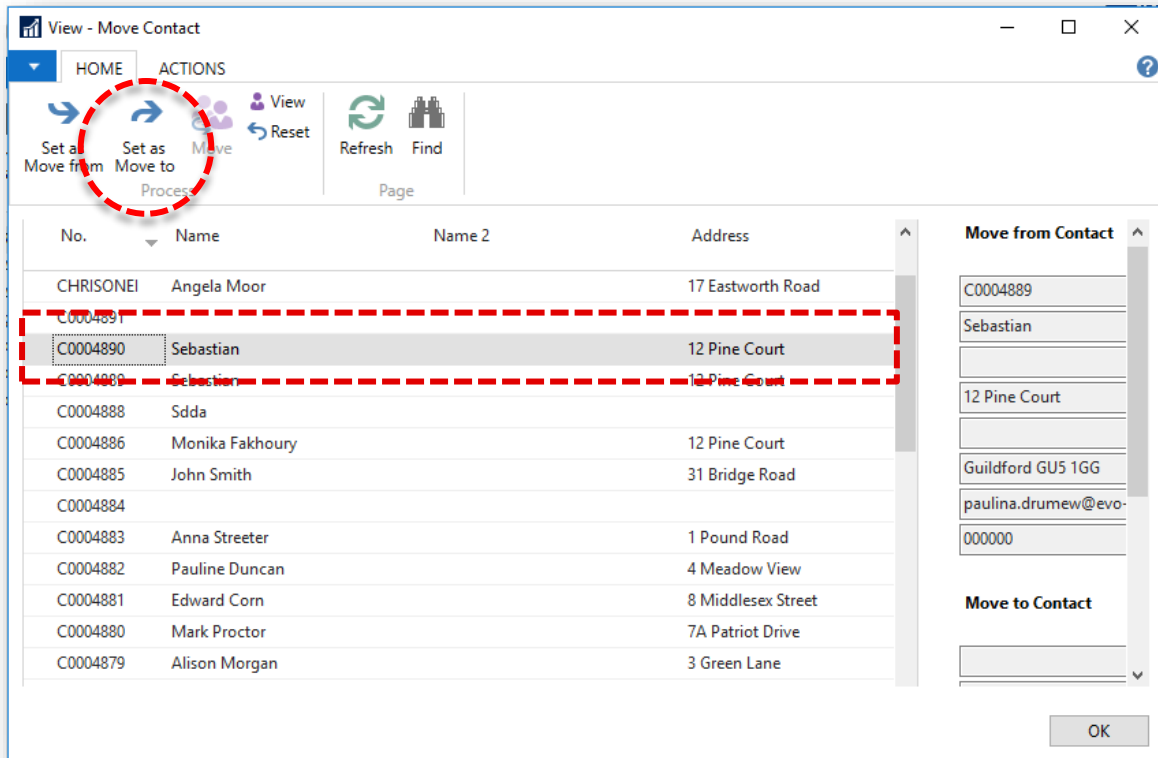 View - Move Contact
HOME ACTIONS
Set as Move from
Set as Move to
Move
View
Reset
Refresh
Find
Process
Page
No. Name Name 2 Address
CHRISONEI Angela Moor 17 Eastworth Road
C0004891
C0004890 Sebastian 12 Pine Court
C0004889 Sebastian 12 Pine Court
C0004888 Sdda
C0004886 Monika Fakhoury 12 Pine Court
C0004885 John Smith 31 Bridge Road
C0004884
C0004883 Anna Streeter 1 Pound Road
C0004882 Pauline Duncan 4 Meadow View
C0004881 Edward Corn 8 Middlesex Street
C0004880 Mark Proctor 7A Patriot Drive
C0004879 Alison Morgan 3 Green Lane
Move from Contact
C0004889
Sebastian
12 Pine Court
Guildford GU5 1GG
paulina.drumew@evo-
000000
Move to Contact
OK